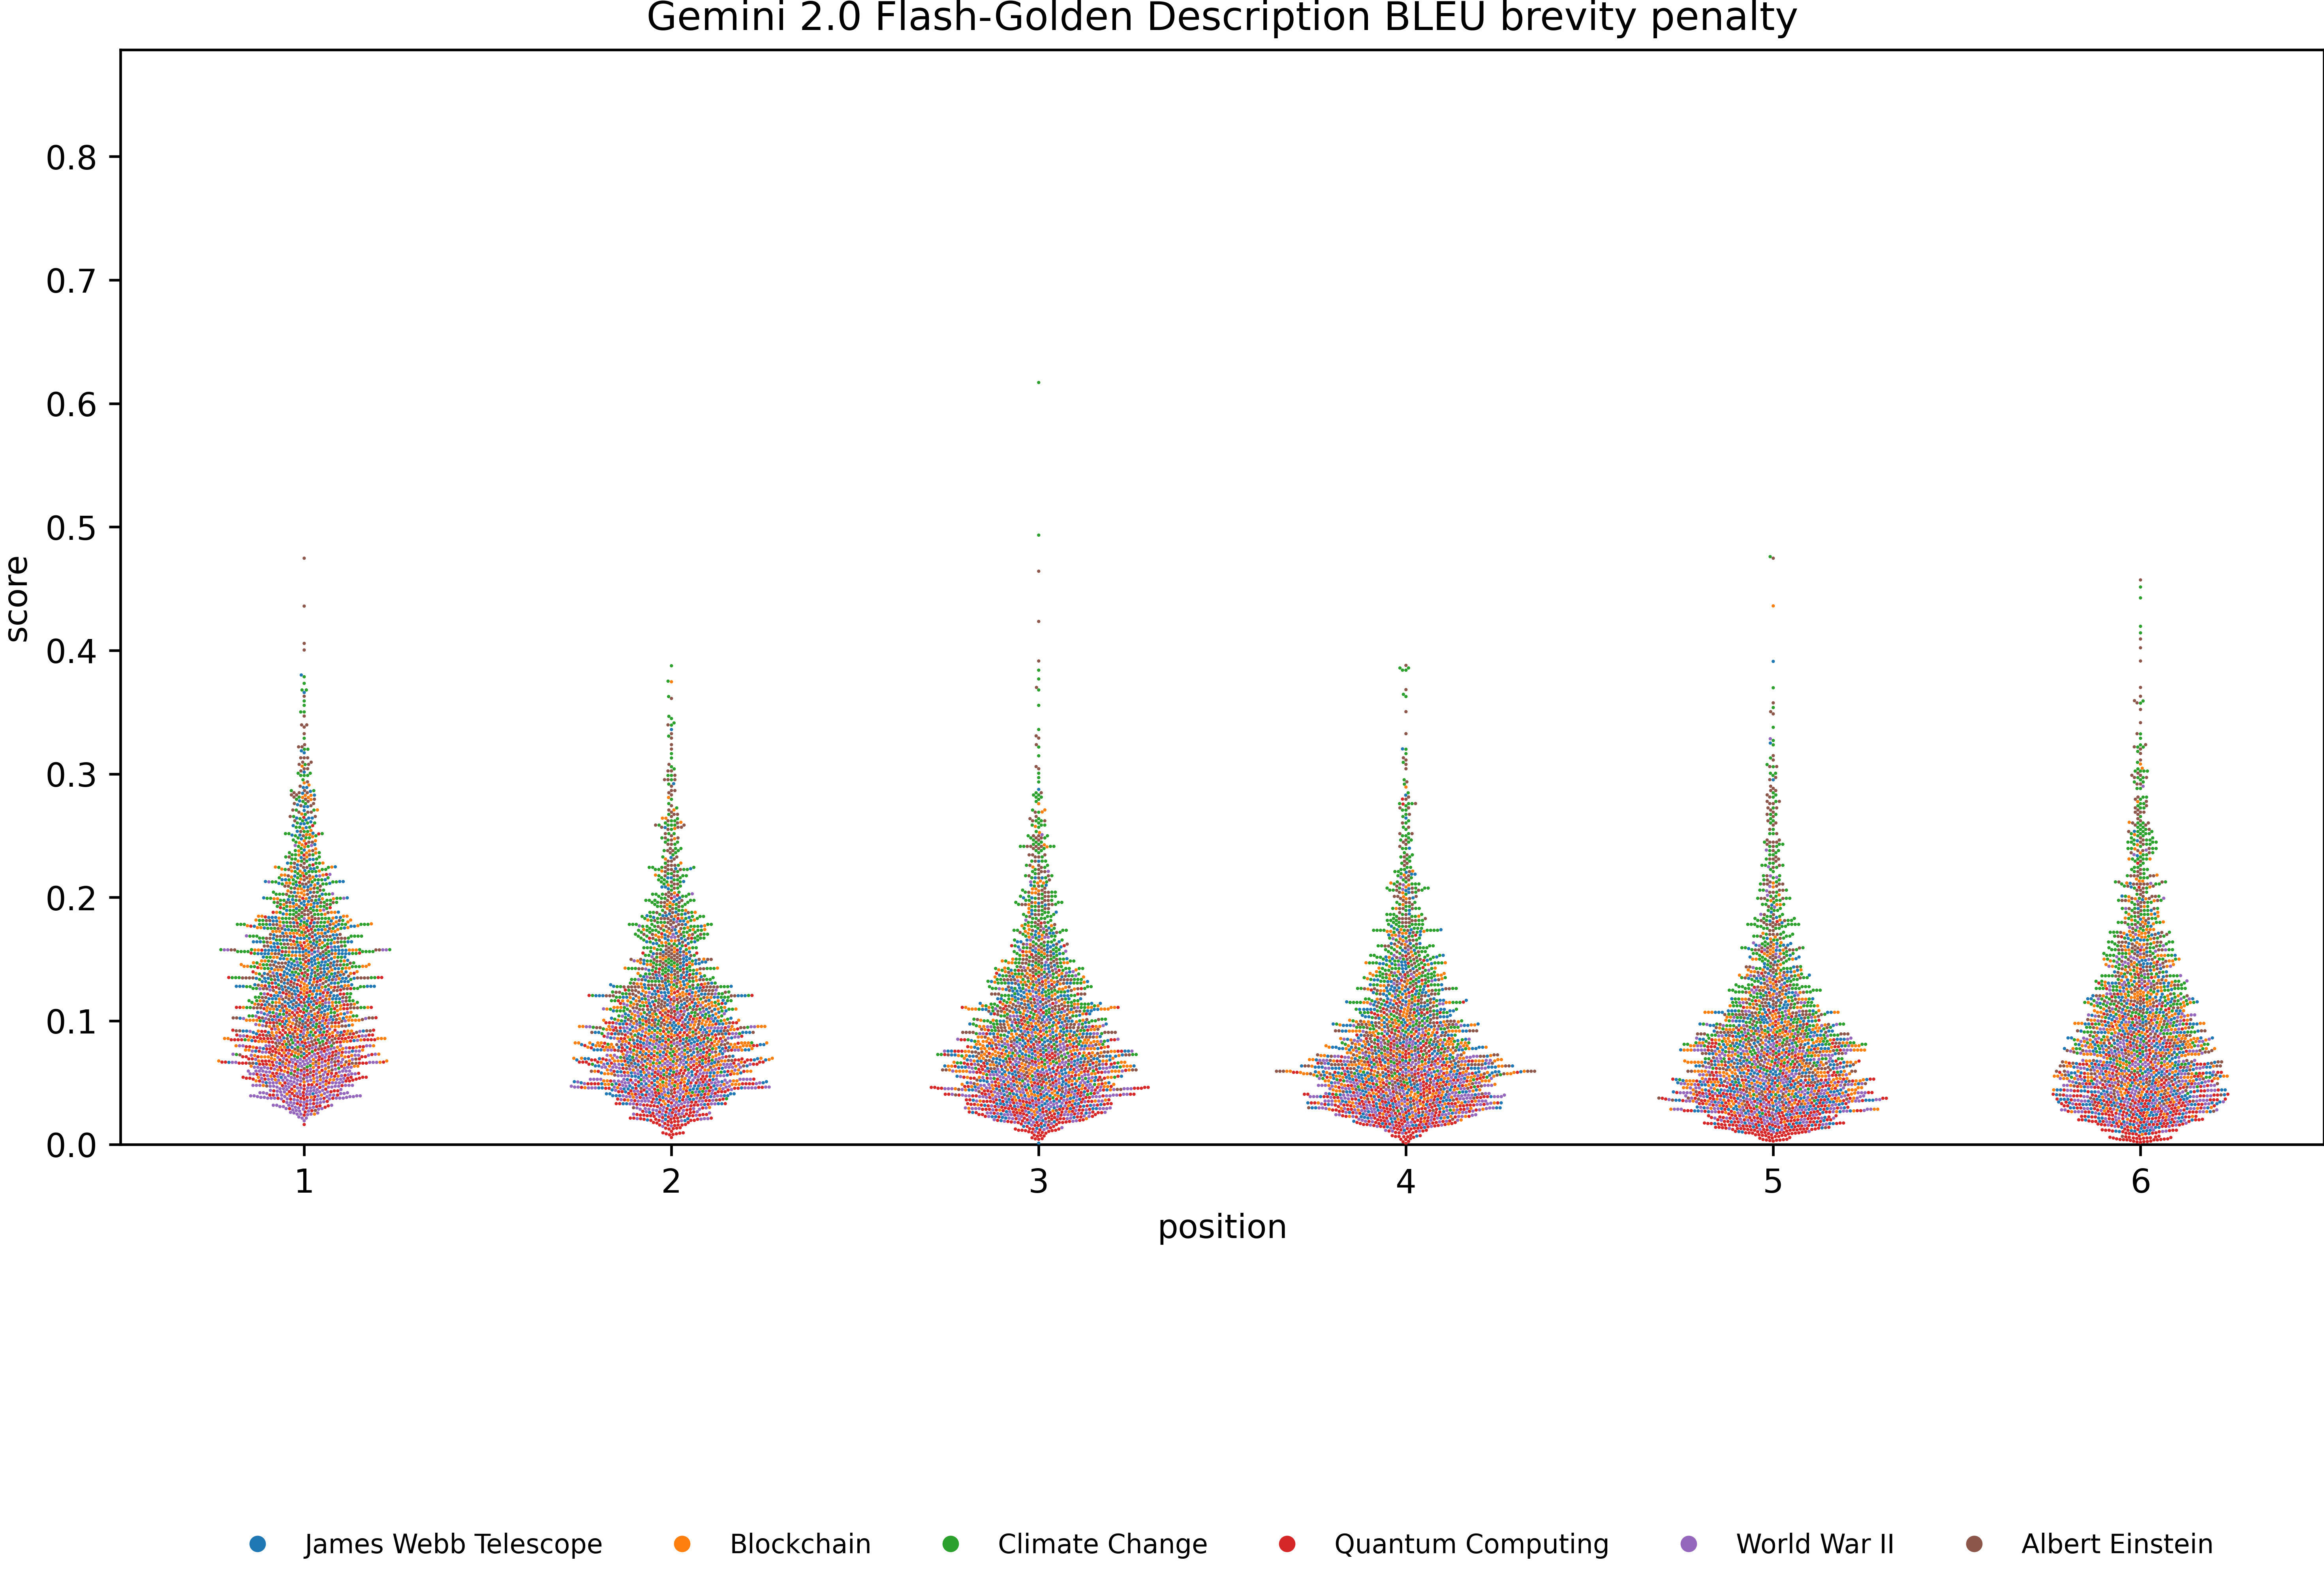 Gemini 2.0 Flash-Golden Description BLEU brevity penalty
score
0.8
0.7
0.6
0.5
0.4
0.3
0.2
0.1
0.0
1 2 3 4 5 6
position
James Webb Telescope Blockchain Climate Change Quantum Computing World War II Albert Einstein